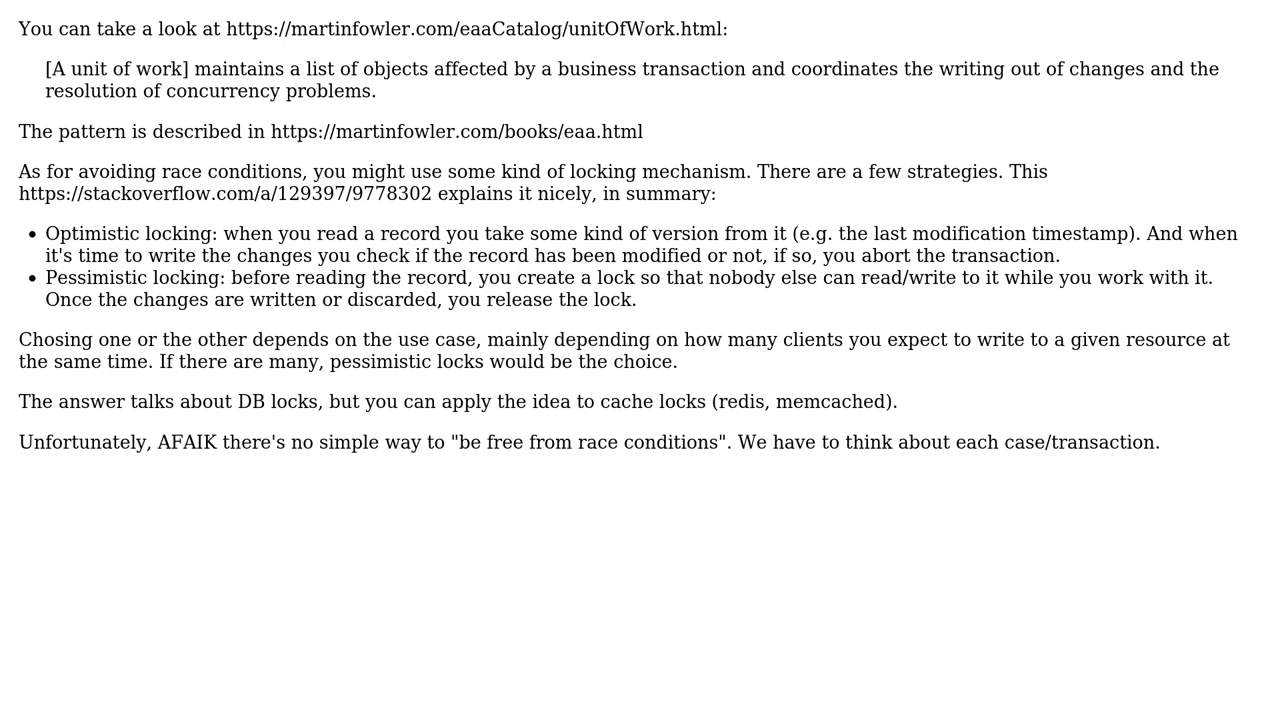 You can take a look at https://martinfowler.com/eaaCatalog/unitOfWork.html:
[A unit of work] maintains a list of objects affected by a business transaction and coordinates the writing out of changes and the
resolution of concurrency problems.
The pattern is described in https://martinfowler.com/books/eaa.html
As for avoiding race conditions, you might use some kind of locking mechanism. There are a few strategies. This
https://stackoverflow.com/a/129397/9778302 explains it nicely, in summary:
• Optimistic locking: when you read a record you take some kind of version from it (e.g. the last modification timestamp). And when
it's time to write the changes you check if the record has been modified or not, if so, you abort the transaction.
• Pessimistic locking: before reading the record, you create a lock so that nobody else can read/write to it while you work with it.
Once the changes are written or discarded, you release the lock.
Chosing one or the other depends on the use case, mainly depending on how many clients you expect to write to a given resource at
the same time. If there are many, pessimistic locks would be the choice.
The answer talks about DB locks, but you can apply the idea to cache locks (redis, memcached).
Unfortunately, AFAIK there's no simple way to "be free from race conditions". We have to think about each case/transaction.